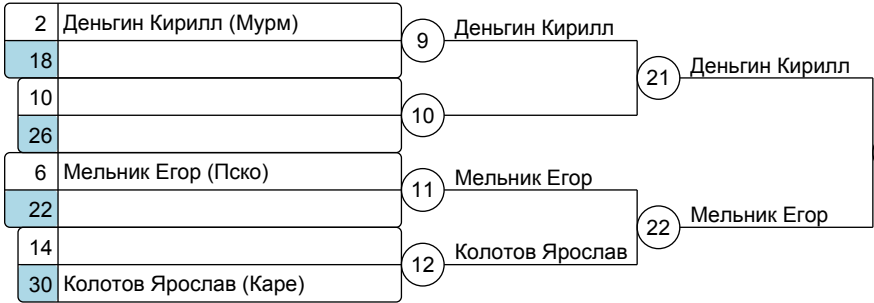 2 Деньгин Кирилл (Мурм)
18
9 Деньгин Кирилл
21 Деньгин Кирилл
10
26
10
6 Мельник Егор (Пско)
22
11 Мельник Егор
22 Мельник Егор
14
30 Колотов Ярослав (Каре)
12 Колотов Ярослав